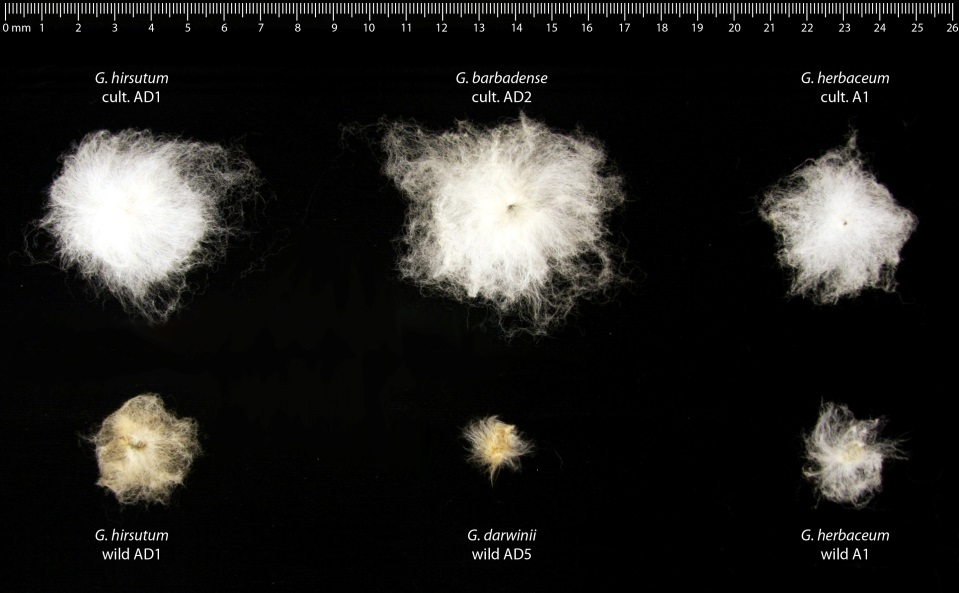 0 mm 1 2 3 4 5 6 7 8 9 10 11 12 13 14 15 16 17 18 19 20 21 22 23 24 25 26
G. hirsutum
cult. AD1
G. barbadense
cult. AD2
G. herbaceum
cult. A1
G. hirsutum
wild AD1
G. darwinii
wild AD5
G. herbaceum
wild A1